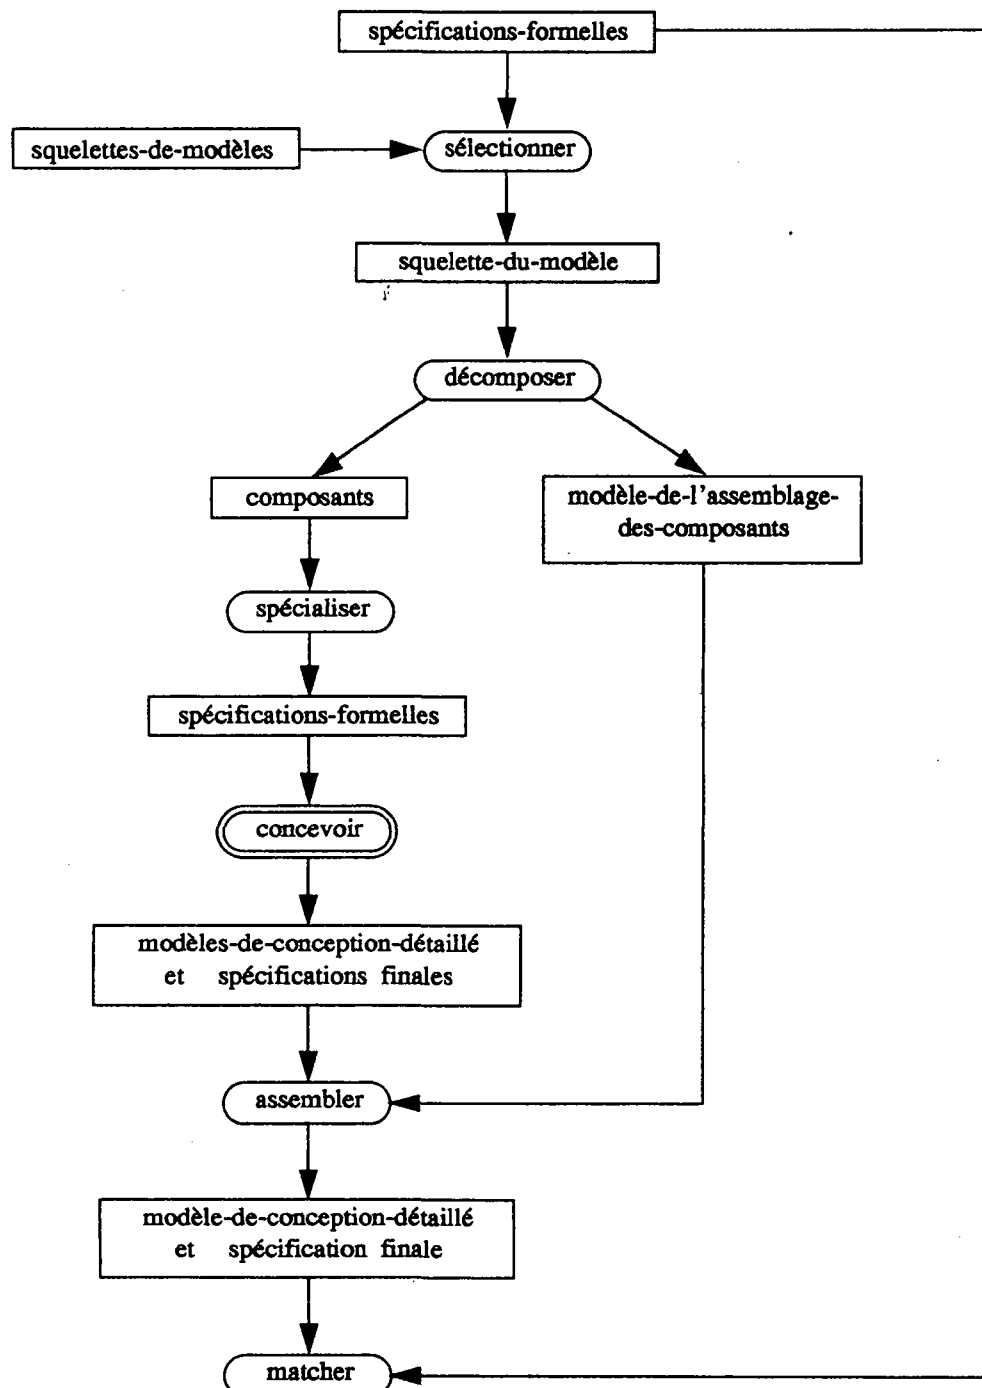 spécifications-formelles
squelettes-de-modèles
sélectionner
squelette-du-modèle
décomposer
composants
modèle-de-l'assemblage-
des-composants
spécialiser
spécifications-formelles
concevoir
modèles-de-conception-détaillé
et spécifications finales
assembler
modèle-de-conception-détaillé
et spécification finale
matcher